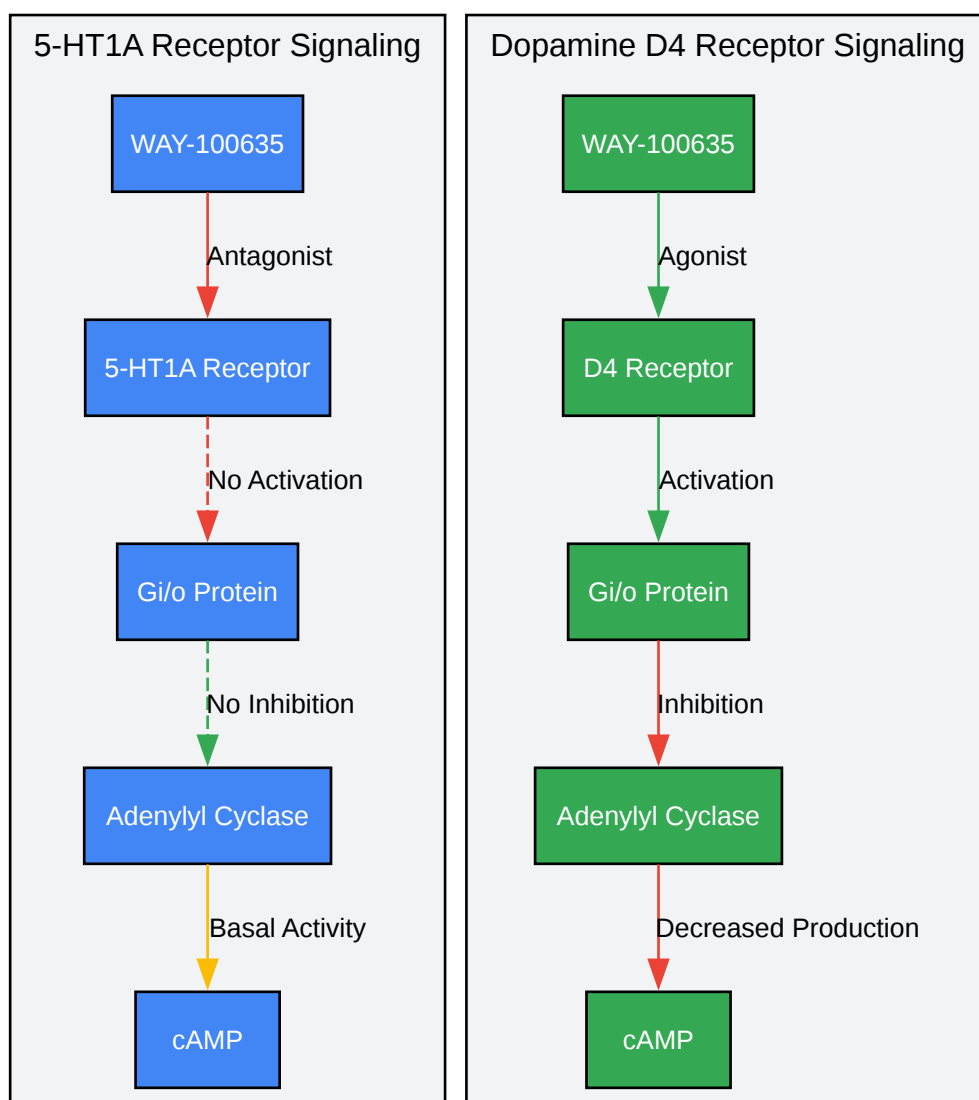 5-HT1A Receptor Signaling
WAY-100635
Antagonist
5-HT1A Receptor
No Activation
Gi/o Protein
No Inhibition
Adenylyl Cyclase
Basal Activity
cAMP
Dopamine D4 Receptor Signaling
WAY-100635
Agonist
D4 Receptor
Activation
Gi/o Protein
Inhibition
Adenylyl Cyclase
Decreased Production
cAMP